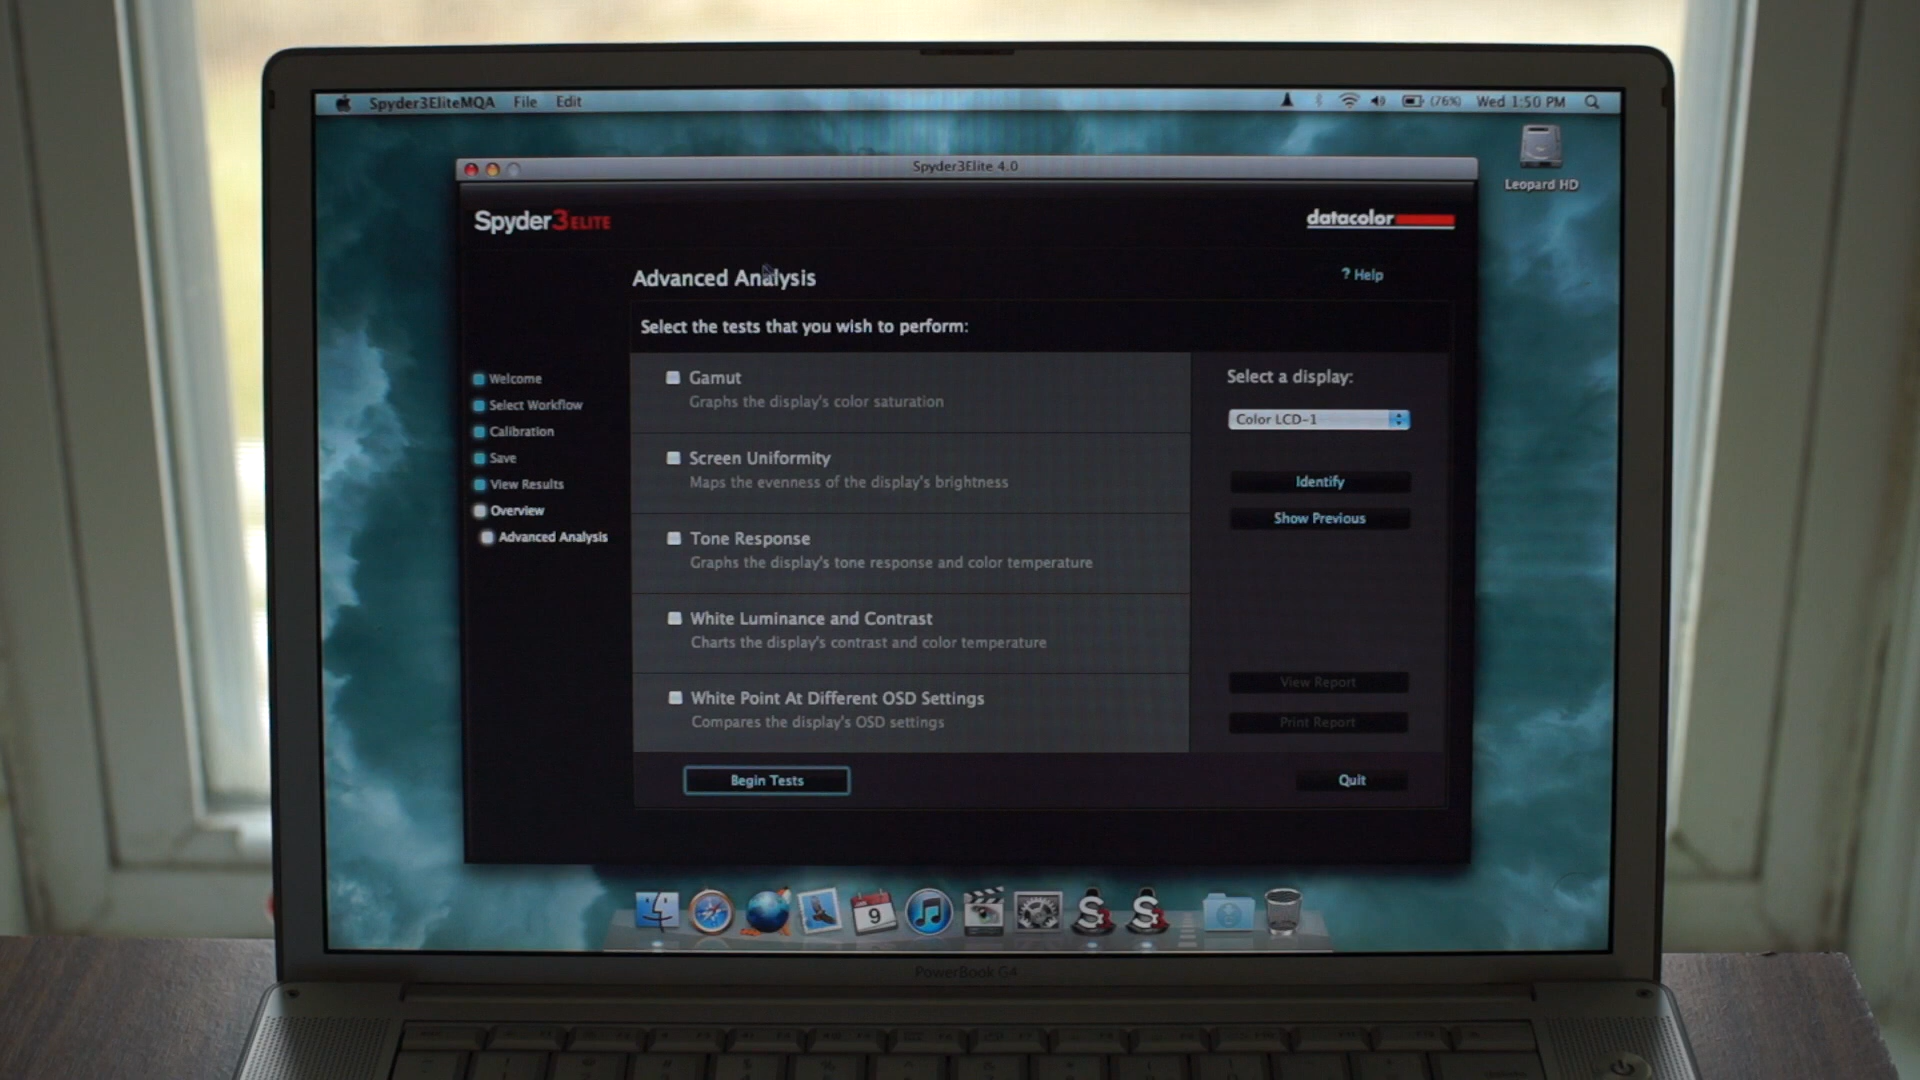 Spyder3EliteMQA File Edit (76%) Wed 1:50 PM
Leopard HD
Spyder3Elite 4.0
Spyder3ELITE
datacolor
Advanced Analysis
? Help
Select the tests that you wish to perform:
Welcome
Select Workflow
Calibration
Save
View Results
Overview
Advanced Analysis
Gamut
Graphs the display's color saturation
Screen Uniformity
Maps the evenness of the display's brightness
Tone Response
Graphs the display's tone response and color temperature
White Luminance and Contrast
Charts the display's contrast and color temperature
White Point At Different OSD Settings
Compares the display's OSD settings
Select a display:
Color LCD-1
Identify
Show Previous
View Report
Print Report
Begin Tests
Quit
9
S
S
PowerBook G4